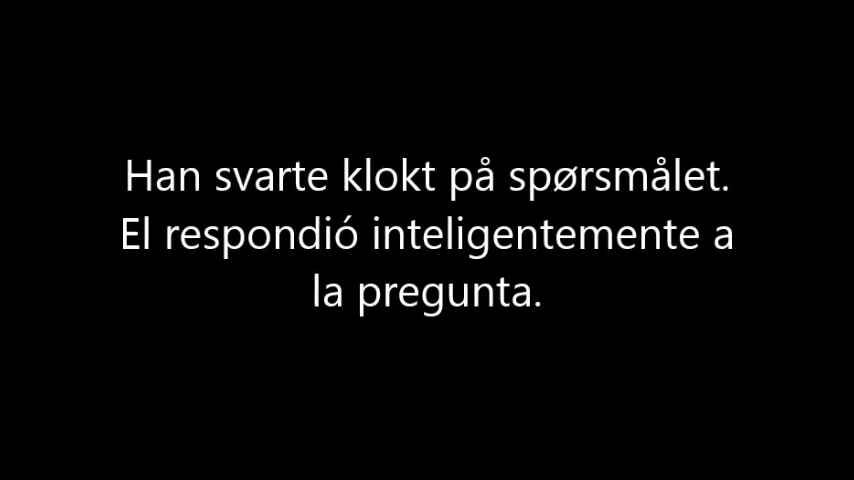 Han svarte klokt på spørsmålet.
El respondió inteligentemente a
la pregunta.